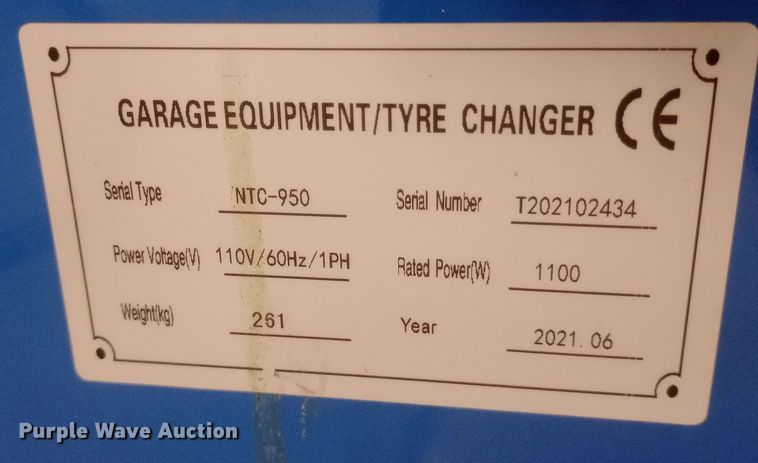 GARAGE EQUIPMENT/TYRE CHANGER CE
Serial Type NTC-950 Serial Number T202102434
Power Voltage(V) 110V/60Hz/1PH Rated Power(W) 1100
Weight(kg) 261 Year 2021.06
Purple Wave Auction